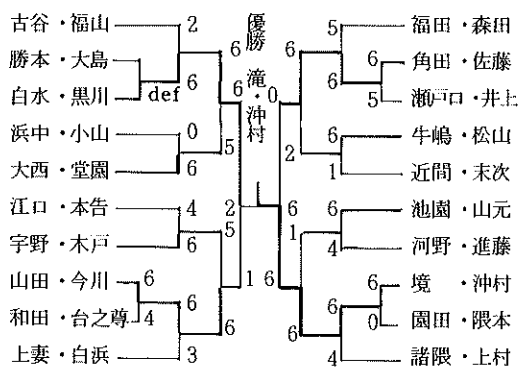 古谷・福山
勝本・大島
白水・黒川
浜中・小山
大西・堂園
江口・本告
宇野・木戸
山田・今川
和田・台之尊
上妻・白浜
2
6
def
0
6
4
6
6
4
6
3
6
5
5
6
6
2
1
優勝 滝・沖村
0
6
6
6
2
1
6
5
6
6
5
6
1
6
4
6
6
0
4
福田・森田
角田・佐藤
瀬戸口・井上
牛嶋・松山
近間・末次
池園・山元
河野・進藤
境・沖村
園田・隈本
諸隈・上村